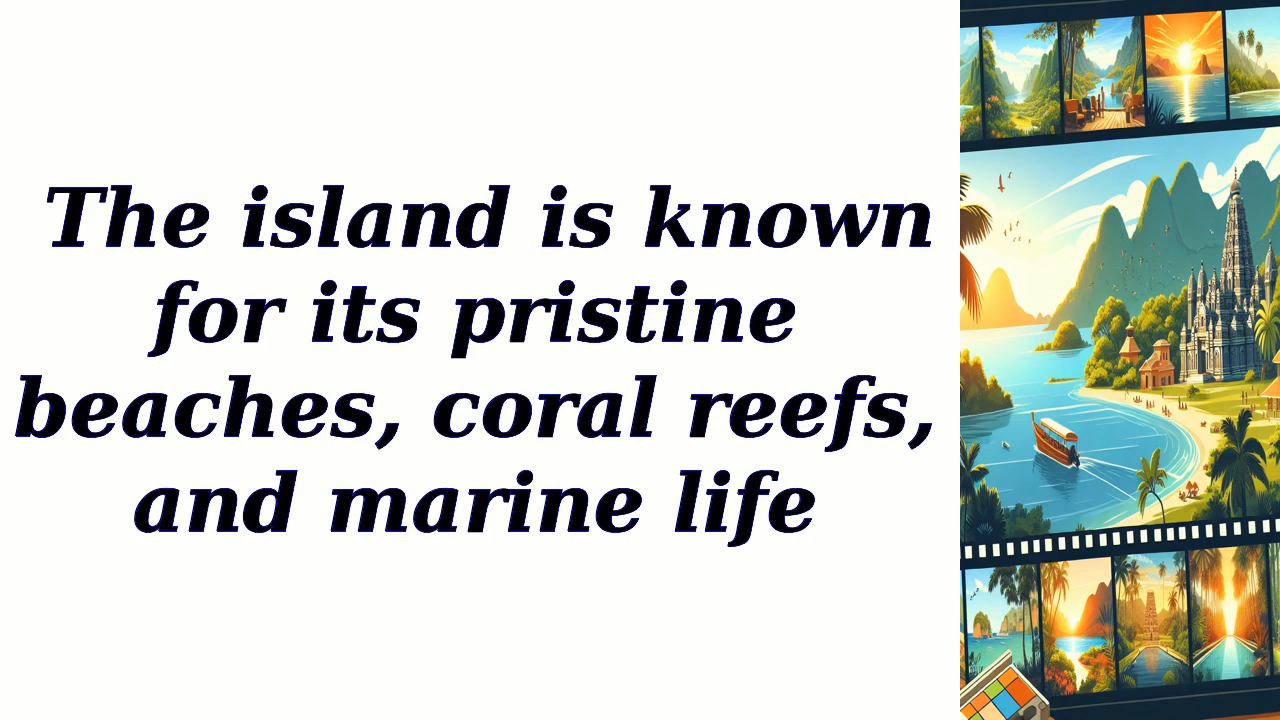 The island is known
for its pristine
beaches, coral reefs,
and marine life